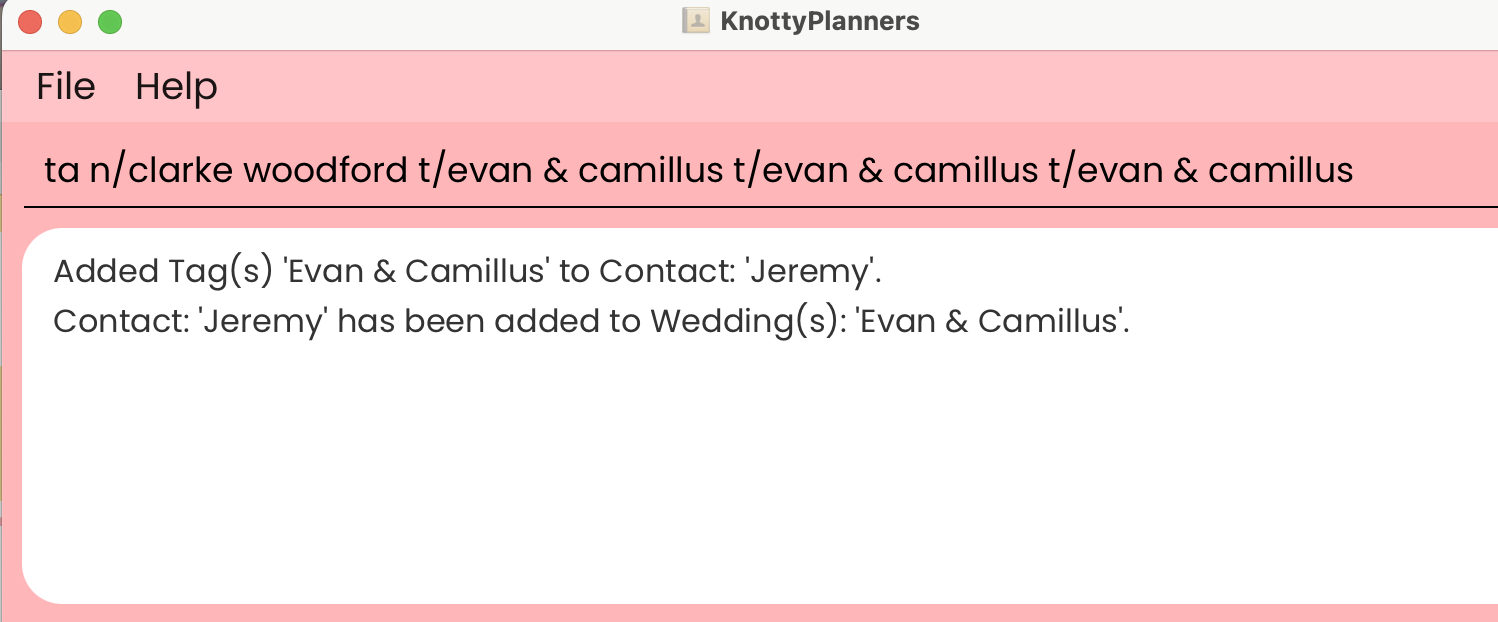 KnottyPlanners
File Help
ta n/clarke woodford t/evan & camillus t/evan & camillus t/evan & camillus
Added Tag(s) 'Evan & Camillus' to Contact: 'Jeremy'.
Contact: 'Jeremy' has been added to Wedding(s): 'Evan & Camillus'.